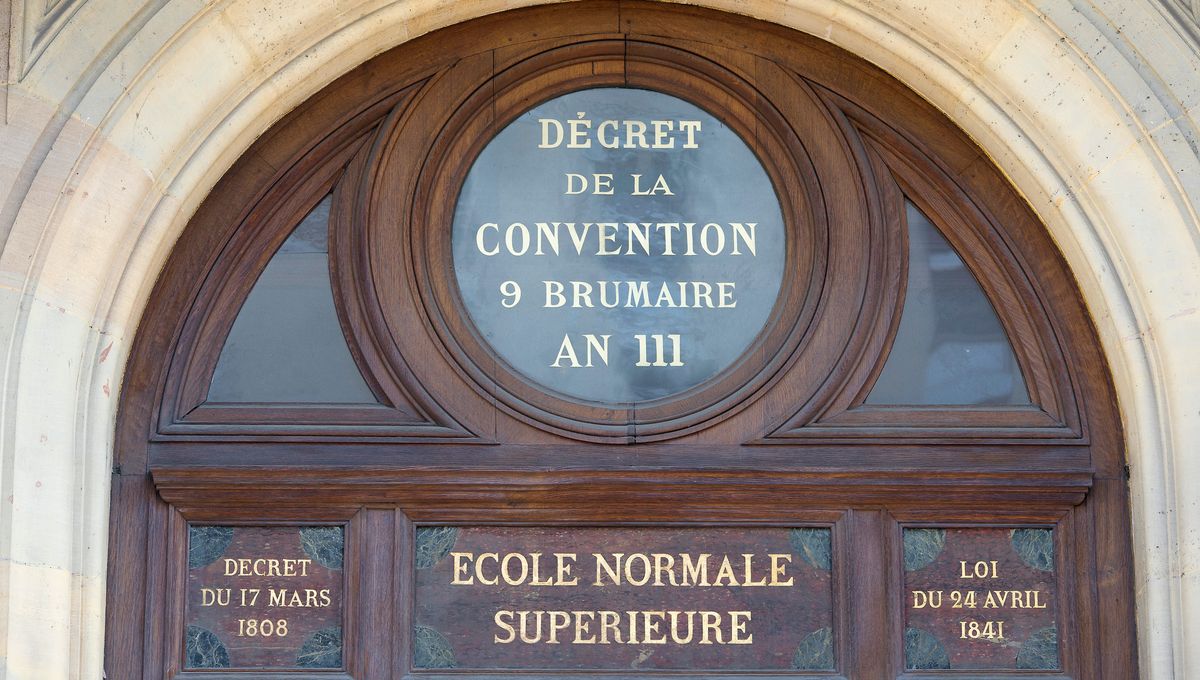 DÉCRET
DE LA
CONVENTION
9 BRUMAIRE
AN 111
DECRET
DU 17 MARS
1808
ECOLE NORMALE
SUPERIEURE
LOI
DU 24 AVRIL
1841